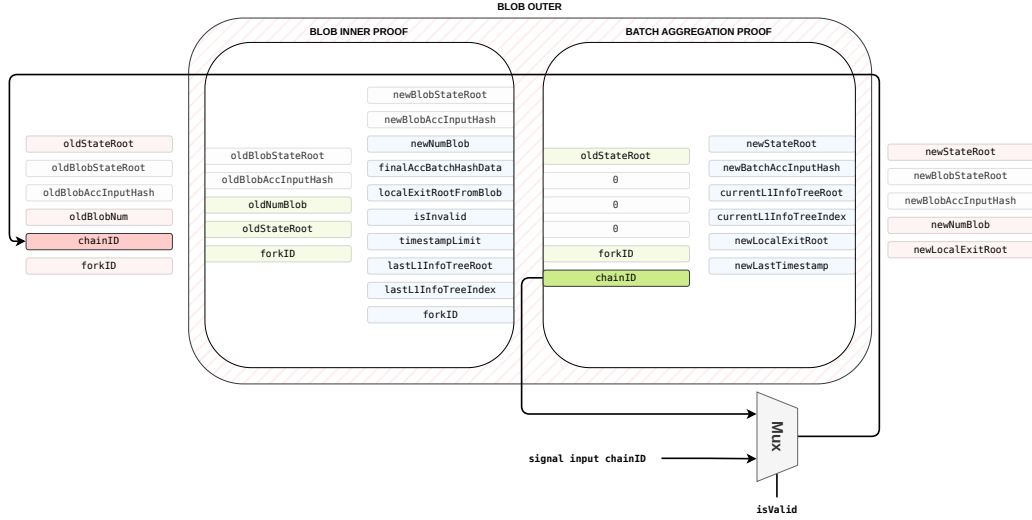 BLOB OUTER
BLOB INNER PROOF
BATCH AGGREGATION PROOF
oldStateRoot
oldBlobStateRoot
oldBlobAccInputHash
oldBlobNum
chainID
forkID
oldBlobStateRoot
oldBlobAccInputHash
oldNumBlob
oldStateRoot
forkID
newBlobStateRoot
newBlobAccInputHash
newNumBlob
finalAccBatchHashData
localExitRootFromBlob
isInvalid
timestampLimit
lastL1InfoTreeRoot
lastL1InfoTreeIndex
forkID
oldStateRoot
0
0
0
forkID
chainID
newStateRoot
newBatchAccInputHash
currentL1InfoTreeRoot
currentL1InfoTreeIndex
newLocalExitRoot
newLastTimestamp
newStateRoot
newBlobStateRoot
newBlobAccInputHash
newNumBlob
newLocalExitRoot
Mux
signal input chainID
isValid